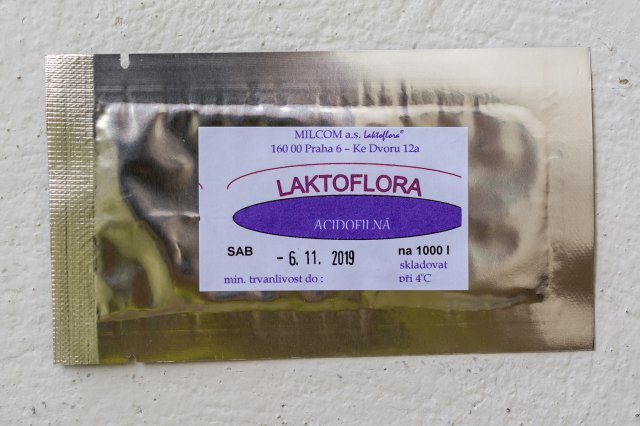 MILCOM a.s. Laktoflora®
160 00 Praha 6 – Ke Dvoru 12a
LAKTOFLORA
ACIDOFILNÁ
SAB - 6. 11. 2019 na 1000 l
skladovat
min. trvanlivost do : při 4°C